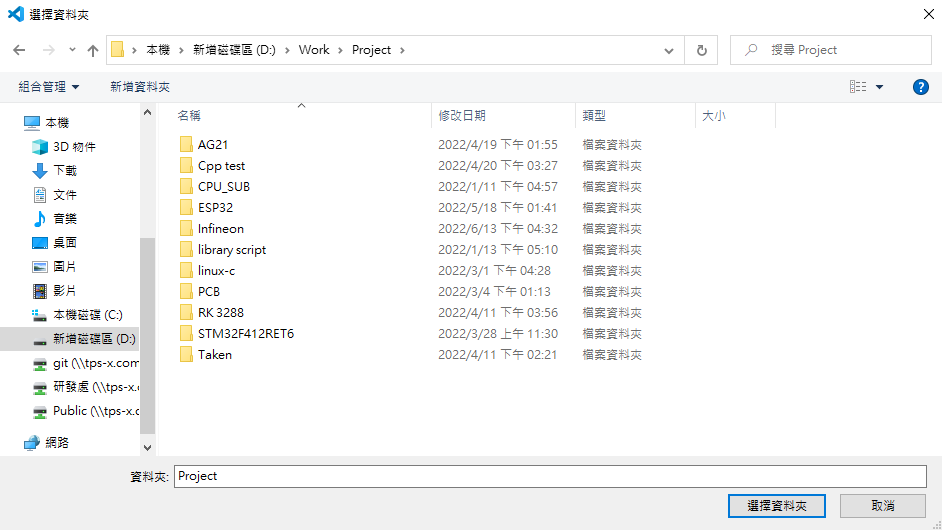 選擇資料夾
本機 › 新增磁碟區 (D:) › Work › Project ›
搜尋 Project
組合管理 新增資料夾
本機
3D 物件
下載
文件
音樂
桌面
圖片
影片
本機磁碟 (C:)
新增磁碟區 (D:)
git (\\tps-x.com
研發處 (\\tps-x.c
Public (\\tps-x.c
網路
名稱 修改日期 類型 大小
AG21 2022/4/19 下午 01:55 檔案資料夾
Cpp test 2022/4/20 下午 03:27 檔案資料夾
CPU_SUB 2022/1/11 下午 04:57 檔案資料夾
ESP32 2022/5/18 下午 01:41 檔案資料夾
Infineon 2022/6/13 下午 04:32 檔案資料夾
library script 2022/1/13 下午 05:10 檔案資料夾
linux-c 2022/3/1 下午 04:28 檔案資料夾
PCB 2022/3/4 下午 01:13 檔案資料夾
RK 3288 2022/4/11 下午 03:56 檔案資料夾
STM32F412RET6 2022/3/28 上午 11:30 檔案資料夾
Taken 2022/4/11 下午 02:21 檔案資料夾
資料夾: Project
選擇資料夾 取消